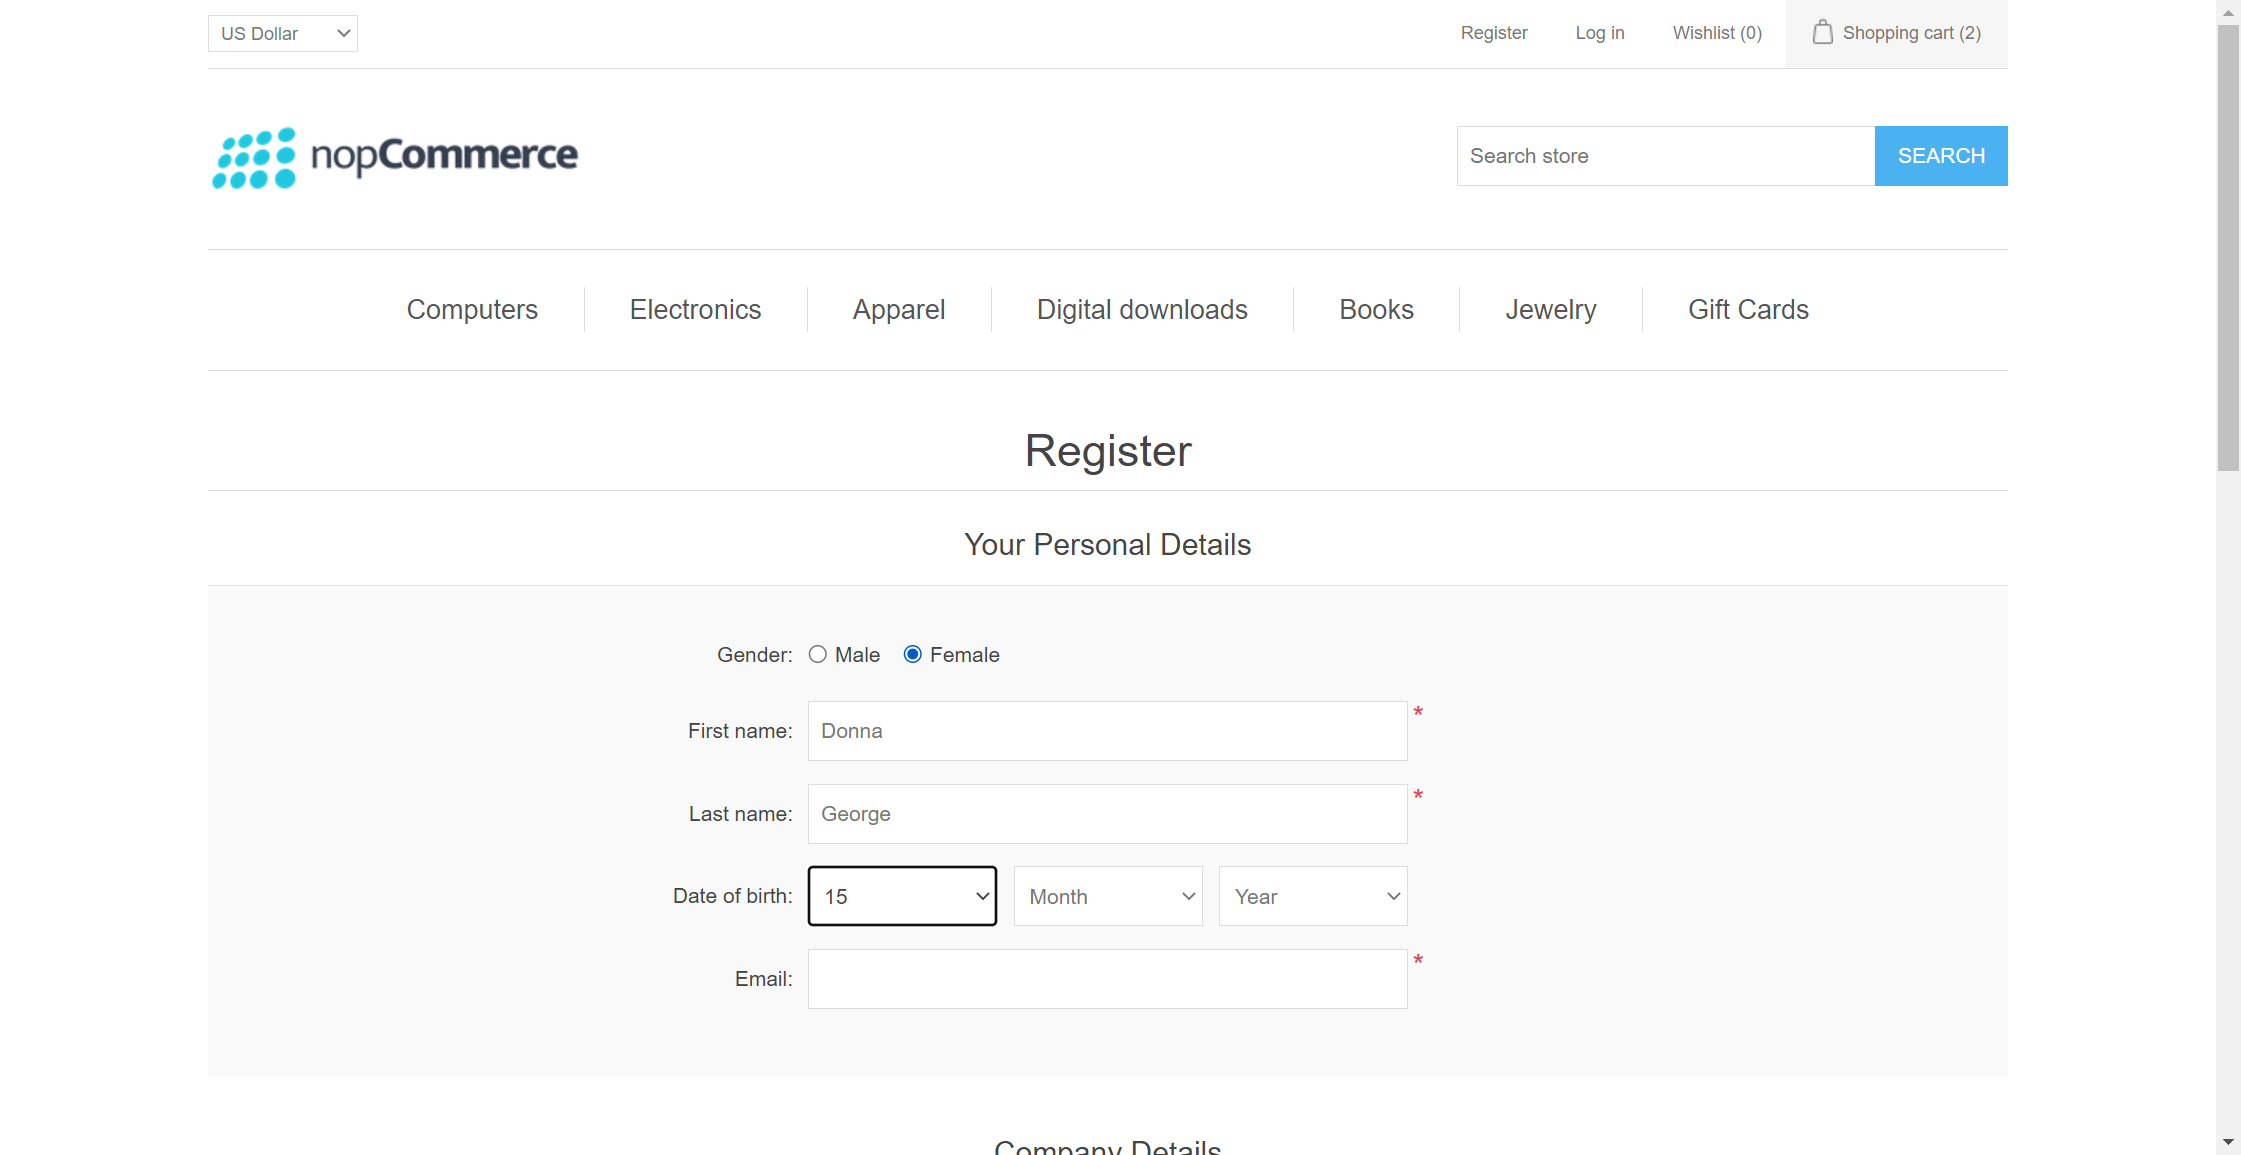 US Dollar
Register
Log in
Wishlist (0)
Shopping cart (2)
nopCommerce
Search store
SEARCH
Computers
Electronics
Apparel
Digital downloads
Books
Jewelry
Gift Cards
Register
Your Personal Details
Gender: Male Female
First name: Donna *
Last name: George *
Date of birth: 15 Month Year
Email: *
Company Details